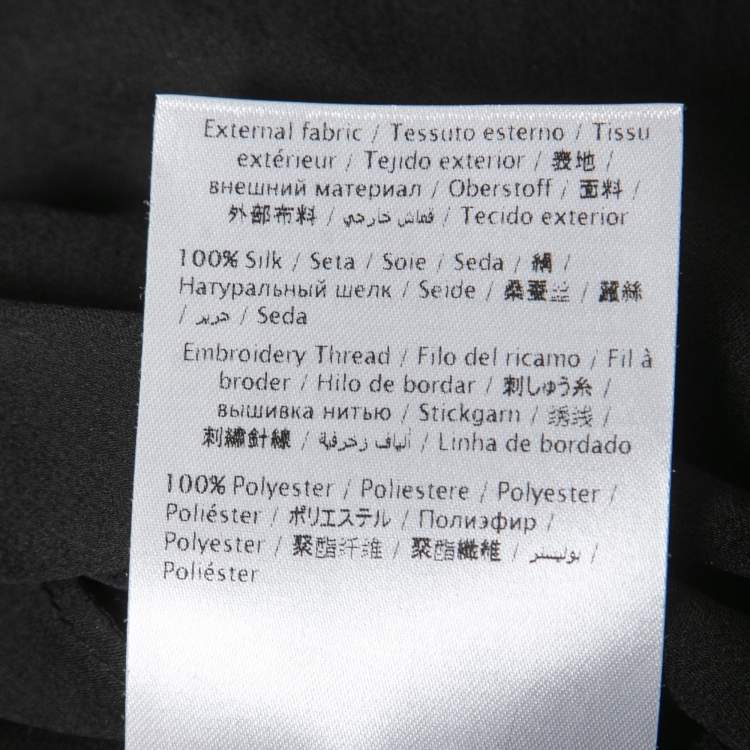 External fabric / Tessuto esterno / Tissu
extérieur / Tejido exterior / 表地 /
внешний материал / Oberstoff / 面料 /
外部布料 / قماش خارجي / Tecido exterior
100% Silk / Seta / Soie / Seda / 絹 /
Натуральный шелк / Seide / 桑蚕丝 / 蠶絲
/ حرير / Seda
Embroidery Thread / Filo del ricamo / Fil à
broder / Hilo de bordar / 刺しゅう糸 /
вышивка нитью / Stickgarn / 绣线 /
刺繡針線 / ألياف زخرفية / Linha de bordado
100% Polyester / Poliestere / Polyester /
Poliéster / ポリエステル / Полиэфир /
Polyester / 聚酯纤维 / 聚酯纖維 / بوليستر /
Poliéster